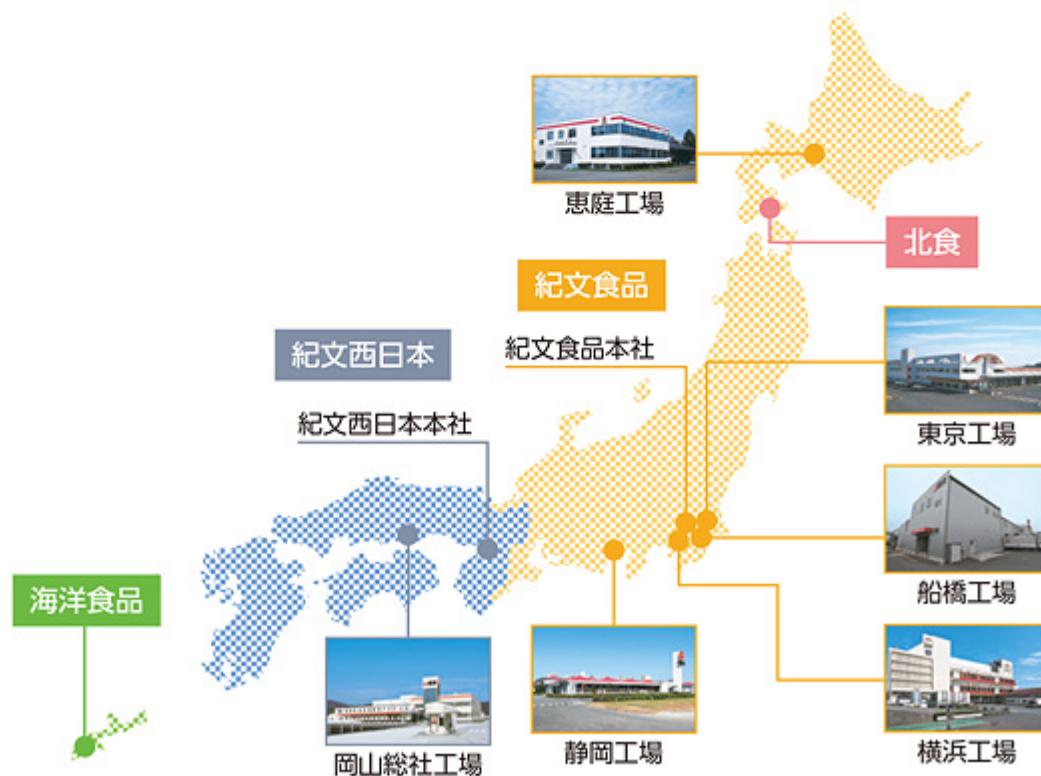 恵庭工場
北食
紀文食品
紀文西日本
紀文食品本社
紀文西日本本社
東京工場
船橋工場
海洋食品
岡山総社工場
静岡工場
横浜工場